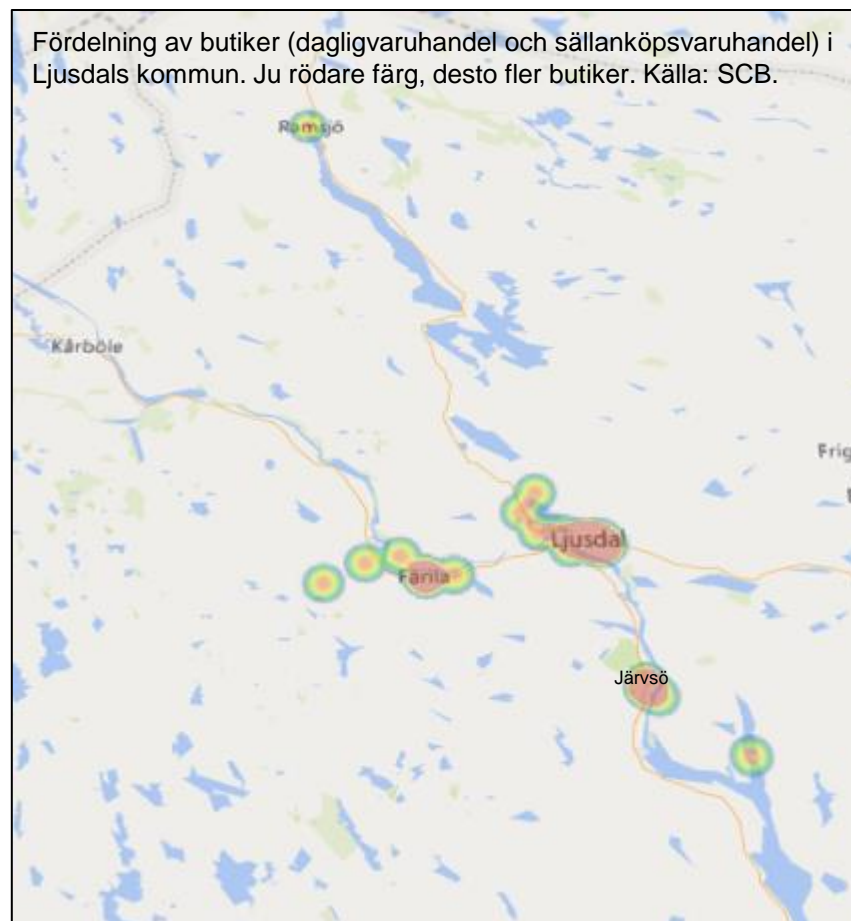 Fördelning av butiker (dagligvaruhandel och sällanköpsvaruhandel) i
Ljusdals kommun. Ju rödare färg, desto fler butiker. Källa: SCB.
Ramsjö
Kårböle
Frig
Ljusdal
Färila
Järvsö